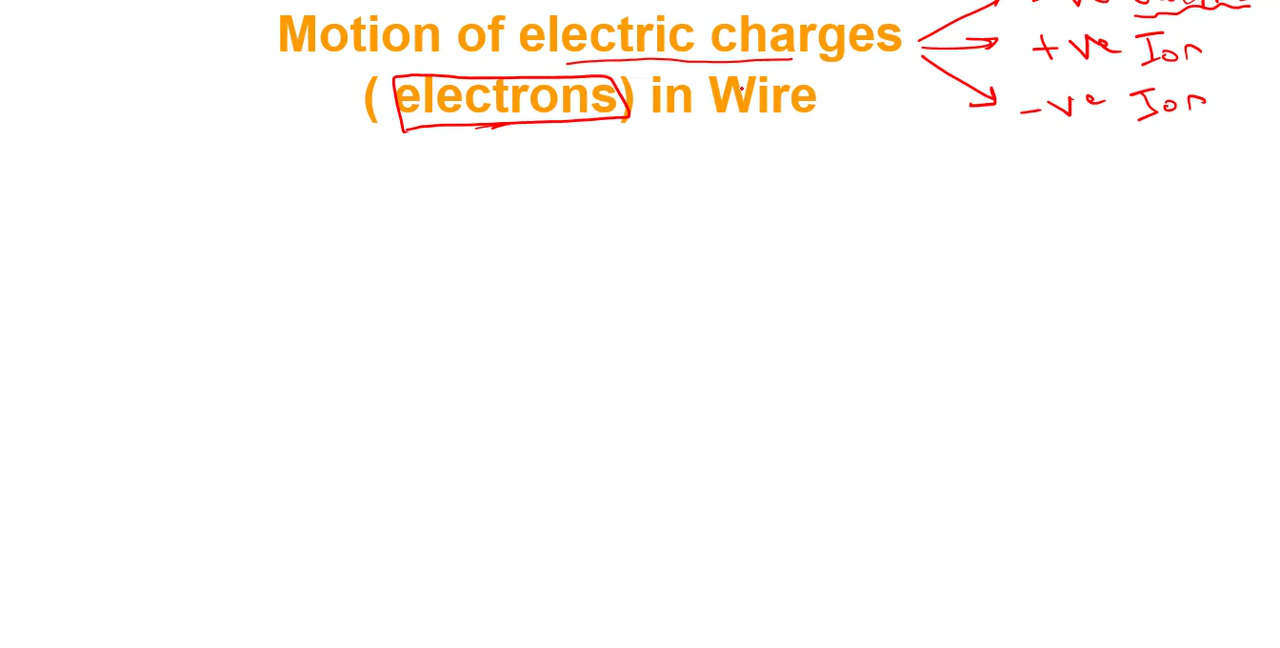 Motion of electric charges
+ve Ion
( electrons) in Wire
-ve Ion